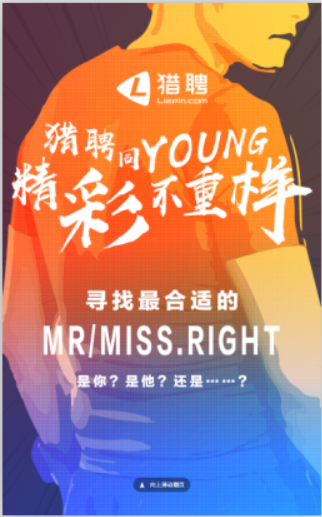 猎聘
Liepin.com
猎聘向YOUNG
精彩不重样
寻找最合适的
MR/MISS.RIGHT
是你？是他？还是……？
向上滑动翻页